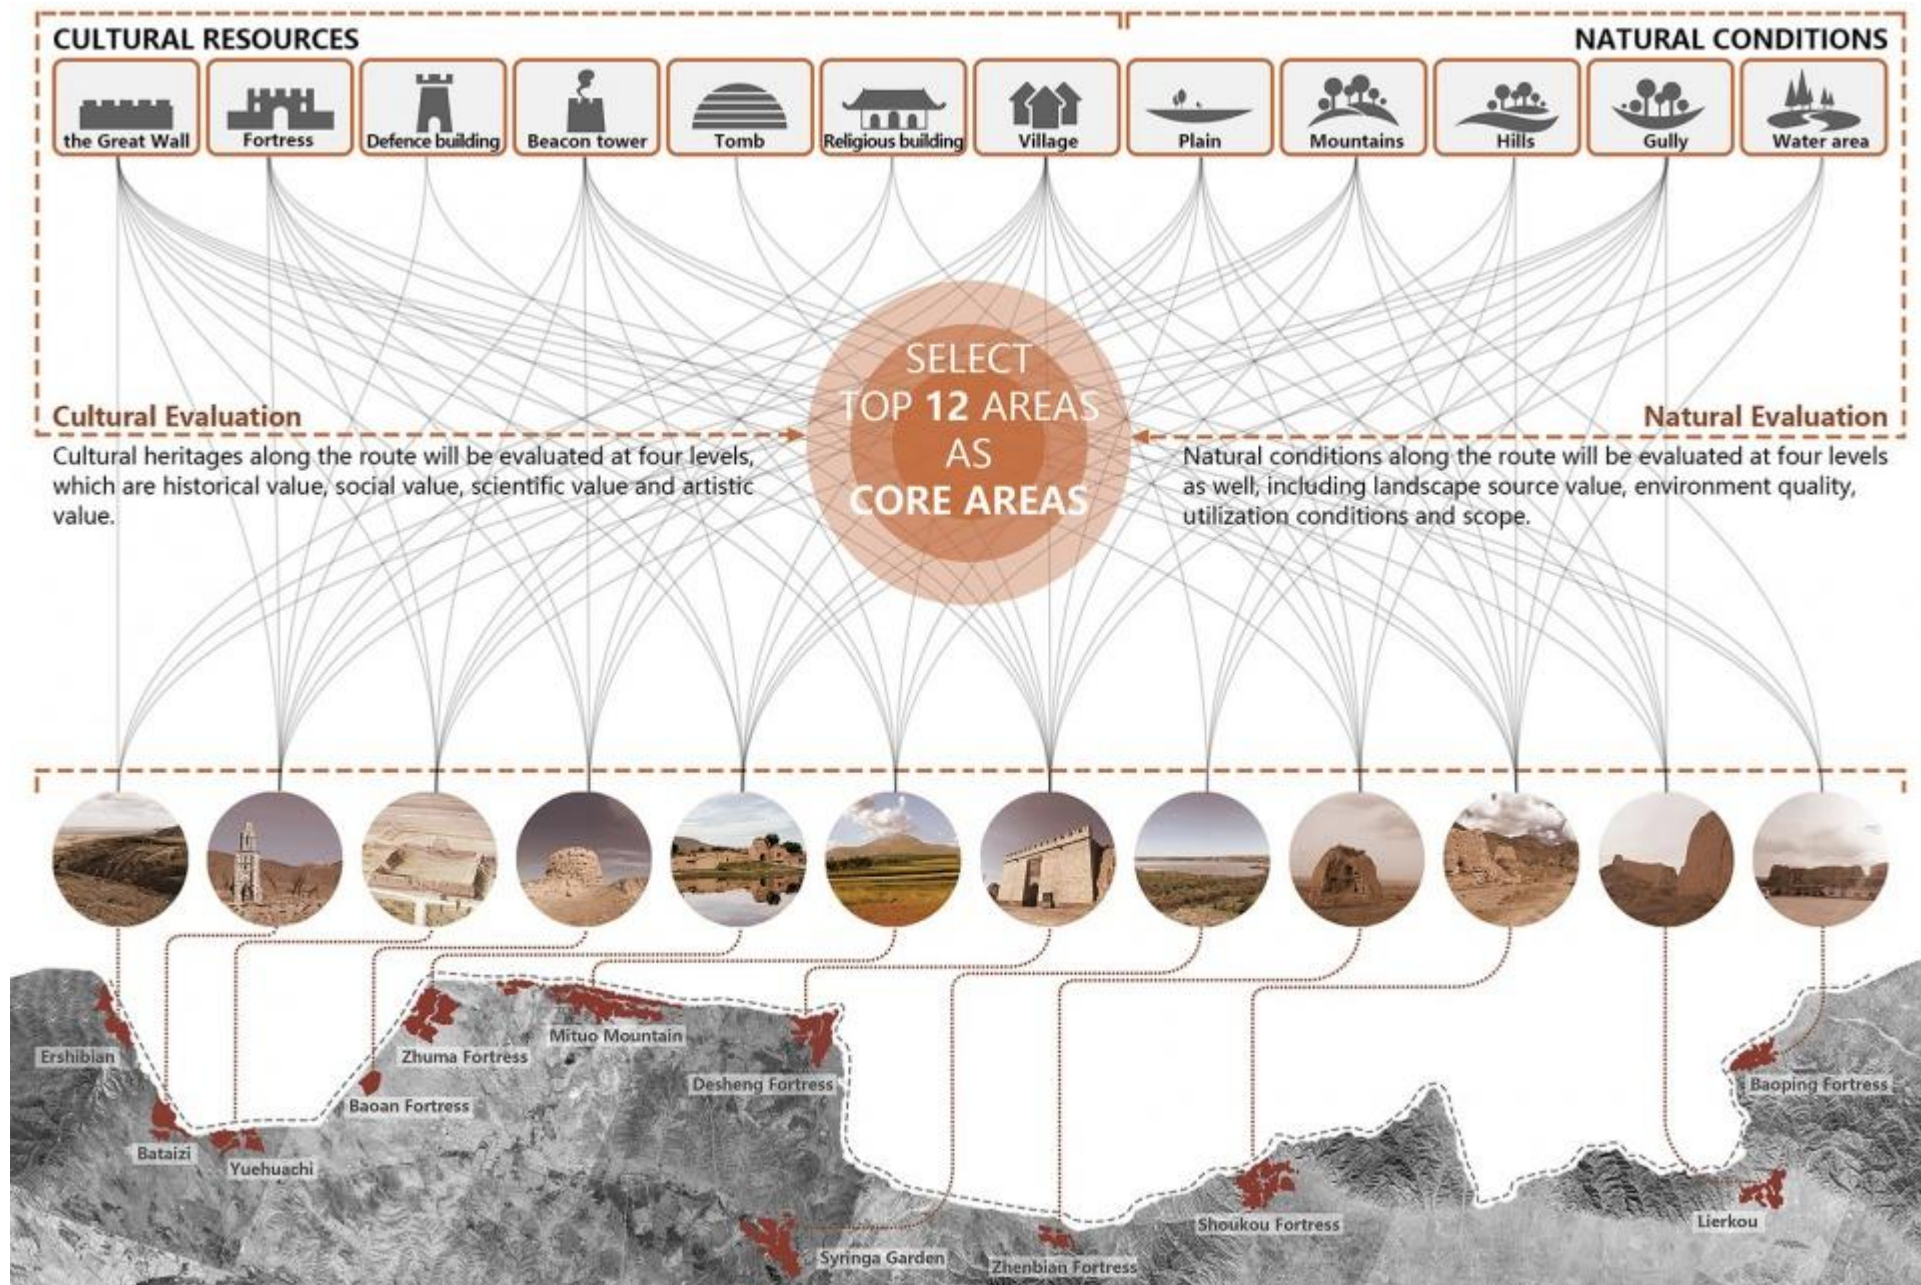 CULTURAL RESOURCES
NATURAL CONDITIONS
the Great Wall
Fortress
Defence building
Beacon tower
Tomb
Religious building
Village
Plain
Mountains
Hills
Gully
Water area
SELECT
TOP 12 AREAS
AS
CORE AREAS
Cultural Evaluation
Cultural heritages along the route will be evaluated at four levels,
which are historical value, social value, scientific value and artistic
value.
Natural Evaluation
Natural conditions along the route will be evaluated at four levels
as well, including landscape source value, environment quality,
utilization conditions and scope.
Ershibian
Bataizi
Yuehuachi
Baoan Fortress
Zhuma Fortress
Mituo Mountain
Desheng Fortress
Syringa Garden
Zhenbian Fortress
Shoukou Fortress
Lierkou
Baoping Fortress